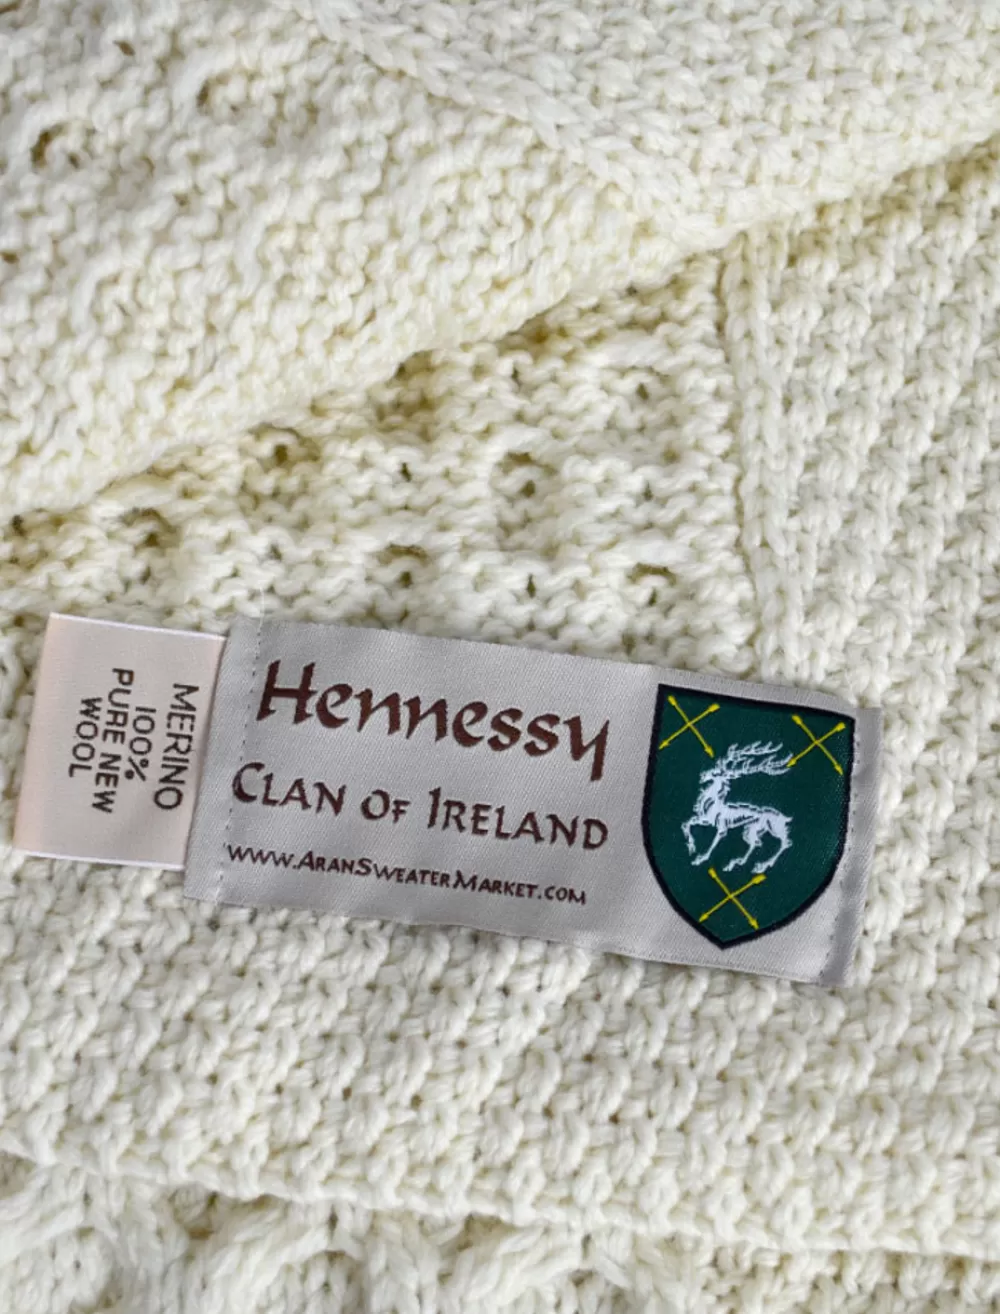 Hennessy
Clan of Ireland
www.AranSweaterMarket.com
MERINO
100%
PURE NEW
WOOL